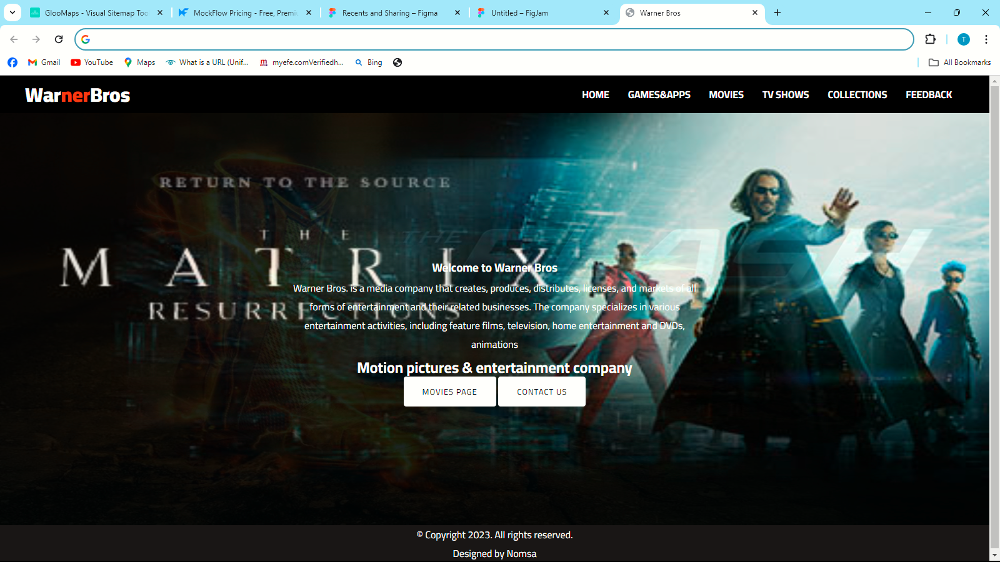 GlooMaps - Visual Sitemap Too
MockFlow Pricing - Free, Premiu
Recents and Sharing – Figma
Untitled – FigJam
Warner Bros
T
Gmail
YouTube
Maps
What is a URL (Unif...
myefe.comVerifiedh...
Bing
All Bookmarks
WarnerBros
HOME
GAMES&APPS
MOVIES
TV SHOWS
COLLECTIONS
FEEDBACK
RETURN TO THE SOURCE
THE
MATRIX
RESURRECTIONS
THE
FLASH
Welcome to Warner Bros
Warner Bros. is a media company that creates, produces, distributes, licenses, and markets of all
forms of entertainment and their related businesses. The company specializes in various
entertainment activities, including feature films, television, home entertainment and DVDs,
animations
Motion pictures & entertainment company
MOVIES PAGE
CONTACT US
© Copyright 2023. All rights reserved.
Designed by Nomsa